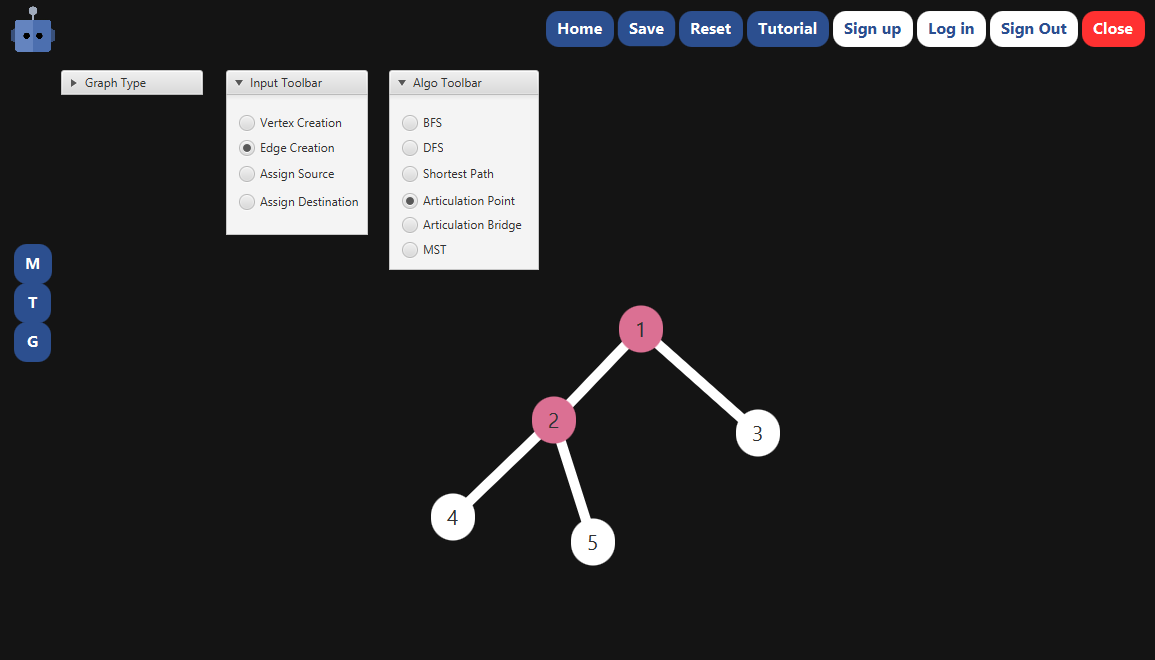 Home Save Reset Tutorial Sign up Log in Sign Out Close
Graph Type
Input Toolbar
Vertex Creation
Edge Creation
Assign Source
Assign Destination
Algo Toolbar
BFS
DFS
Shortest Path
Articulation Point
Articulation Bridge
MST
M
T
G
1
2
3
4
5